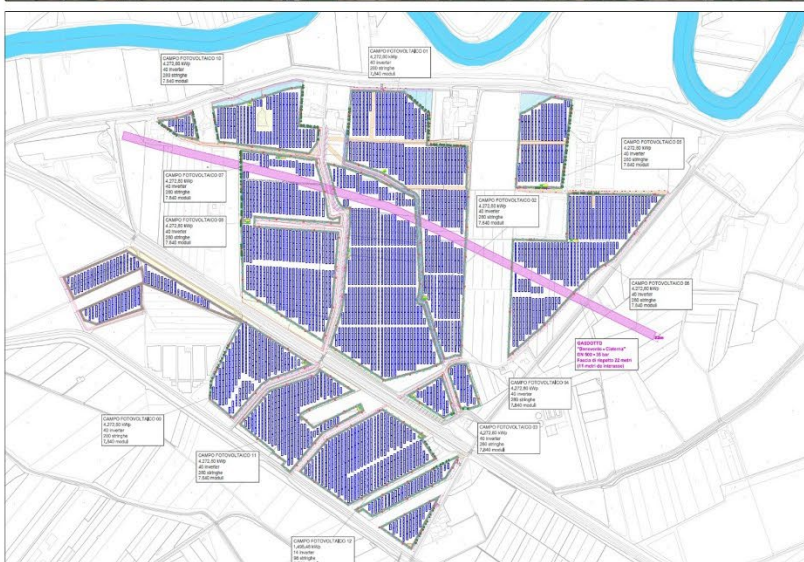 CAMPO FOTOVOLTAICO 10
4.272,80 kWp
40 inverter
280 stringhe
7.840 moduli
CAMPO FOTOVOLTAICO 01
4.272,80 kWp
40 inverter
280 stringhe
7.840 moduli
CAMPO FOTOVOLTAICO 05
4.272,80 kWp
40 inverter
280 stringhe
7.840 moduli
CAMPO FOTOVOLTAICO 07
4.272,80 kWp
40 inverter
280 stringhe
7.840 moduli
CAMPO FOTOVOLTAICO 02
4.272,80 kWp
40 inverter
280 stringhe
7.840 moduli
CAMPO FOTOVOLTAICO
4.272,80 kWp
40 inverter
280 stringhe
7.840 moduli
CAMPO FOTOVOLTAICO 08
4.272,80 kWp
40 inverter
280 stringhe
7.840 moduli
GASDOTTO
"Benevento - Cisterna"
Fascia di rispetto 22 metri
(11 metri da interasse)
CAMPO FOTOVOLTAICO 04
4.272,80 kWp
40 inverter
280 stringhe
7.840 moduli
CAMPO FOTOVOLTAICO
4.272,80 kWp
40 inverter
280 stringhe
7.840 moduli
CAMPO FOTOVOLTAICO 03
4.272,80 kWp
40 inverter
280 stringhe
7.840 moduli
CAMPO FOTOVOLTAICO 11
4.272,80 kWp
40 inverter
280 stringhe
7.840 moduli
CAMPO FOTOVOLTAICO 12
14 inverter
98 stringhe